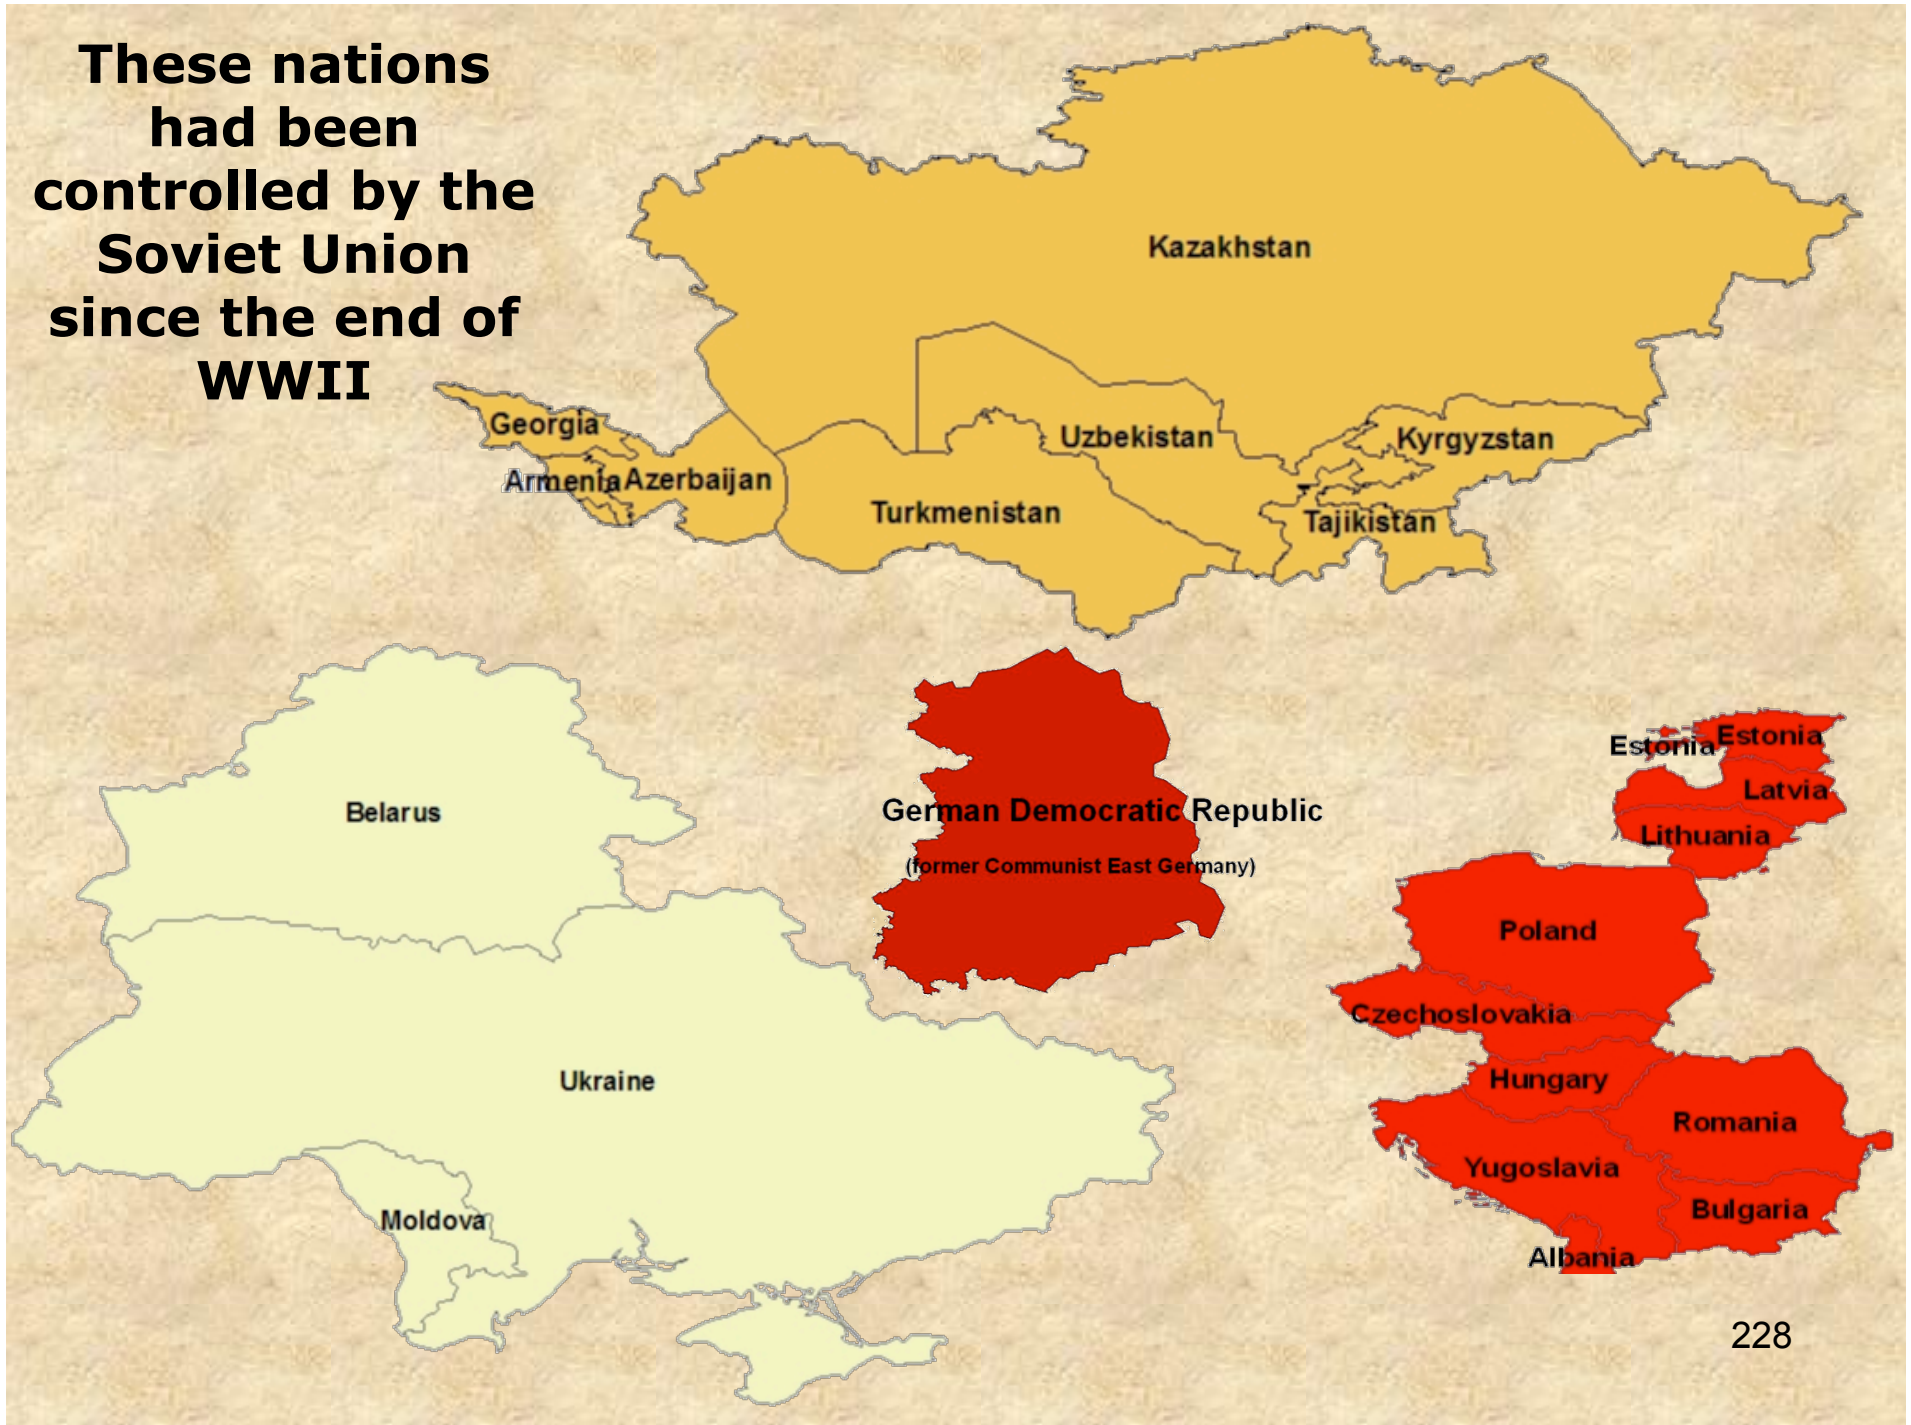 These nations
had been
controlled by the
Soviet Union
since the end of
WWII
Kazakhstan
Georgia
Uzbekistan
Kyrgyzstan
Armenia
Azerbaijan
Turkmenistan
Tajikistan
Estonia
Estonia
Latvia
Lithuania
Belarus
German Democratic Republic
(former Communist East Germany)
Poland
Czechoslovakia
Ukraine
Hungary
Romania
Yugoslavia
Moldova
Bulgaria
Albania
228